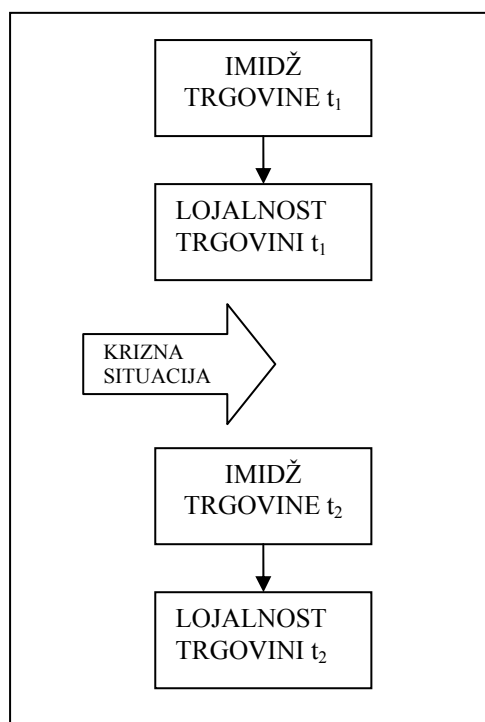 IMIDŽ
TRGOVINE t₁
LOJALNOST
TRGOVINI t₁
KRIZNA
SITUACIJA
IMIDŽ
TRGOVINE t₂
LOJALNOST
TRGOVINI t₂